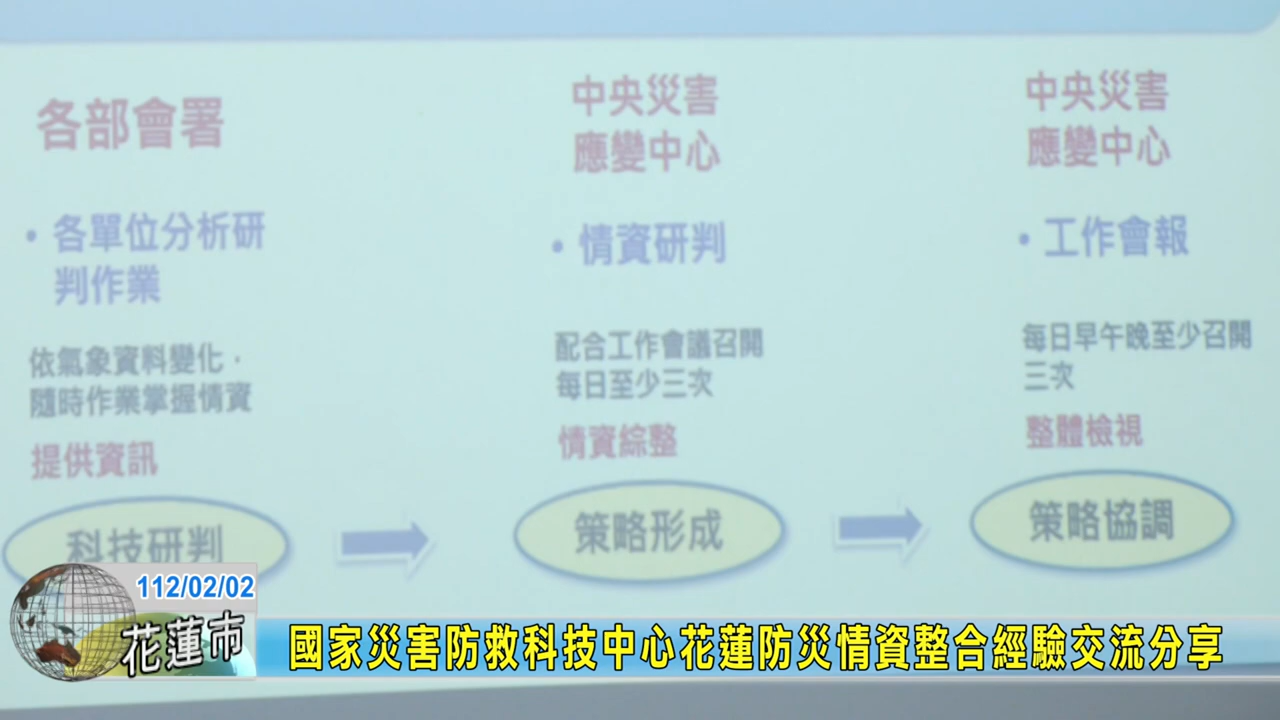 各部會署
• 各單位分析研
判作業
依氣象資料變化，
隨時作業掌握情資
提供資訊
科技研判
中央災害
應變中心
• 情資研判
配合工作會議召開
每日至少三次
情資綜整
策略形成
中央災害
應變中心
• 工作會報
每日早午晚至少召開
三次
整體檢視
策略協調
112/02/02
花蓮市
國家災害防救科技中心花蓮防災情資整合經驗交流分享